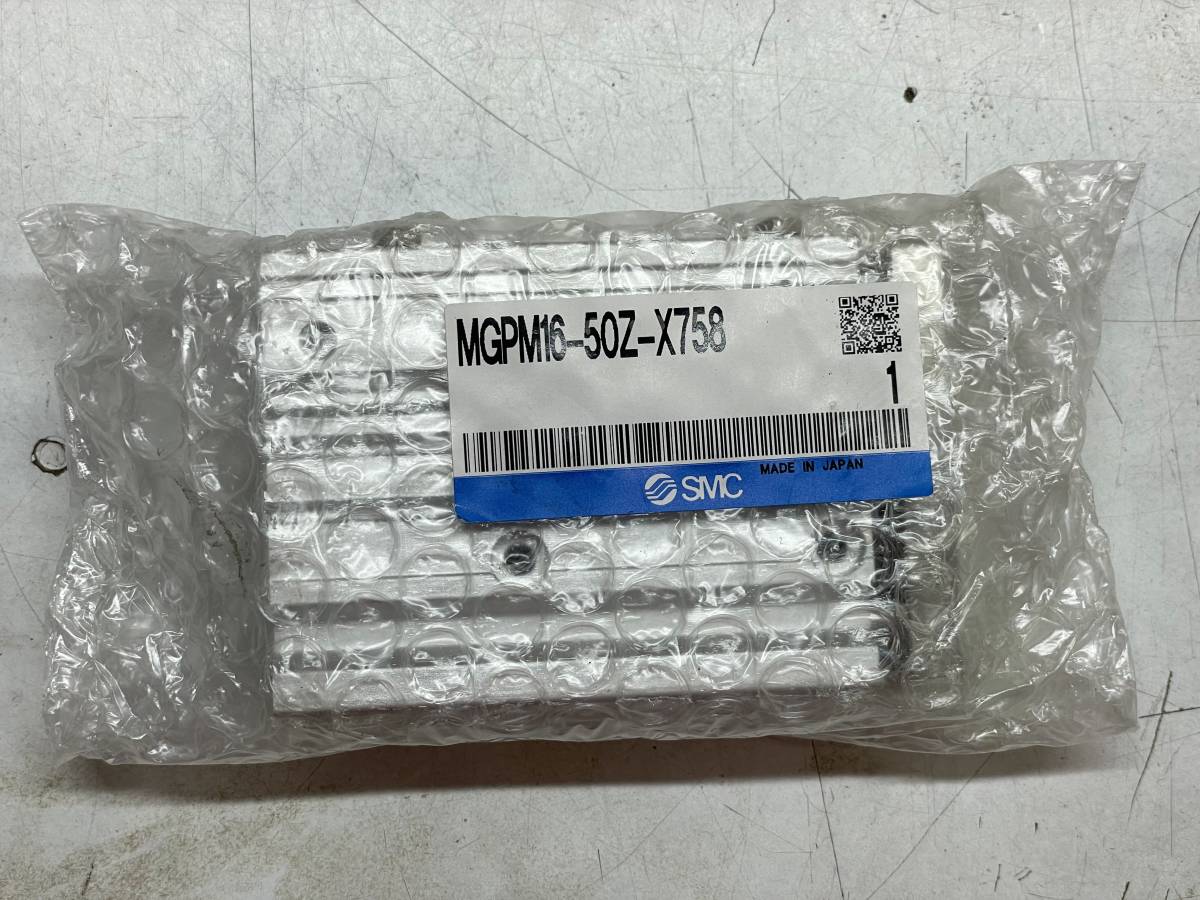 MGPM16-50Z-X758
1
MADE IN JAPAN
SMC